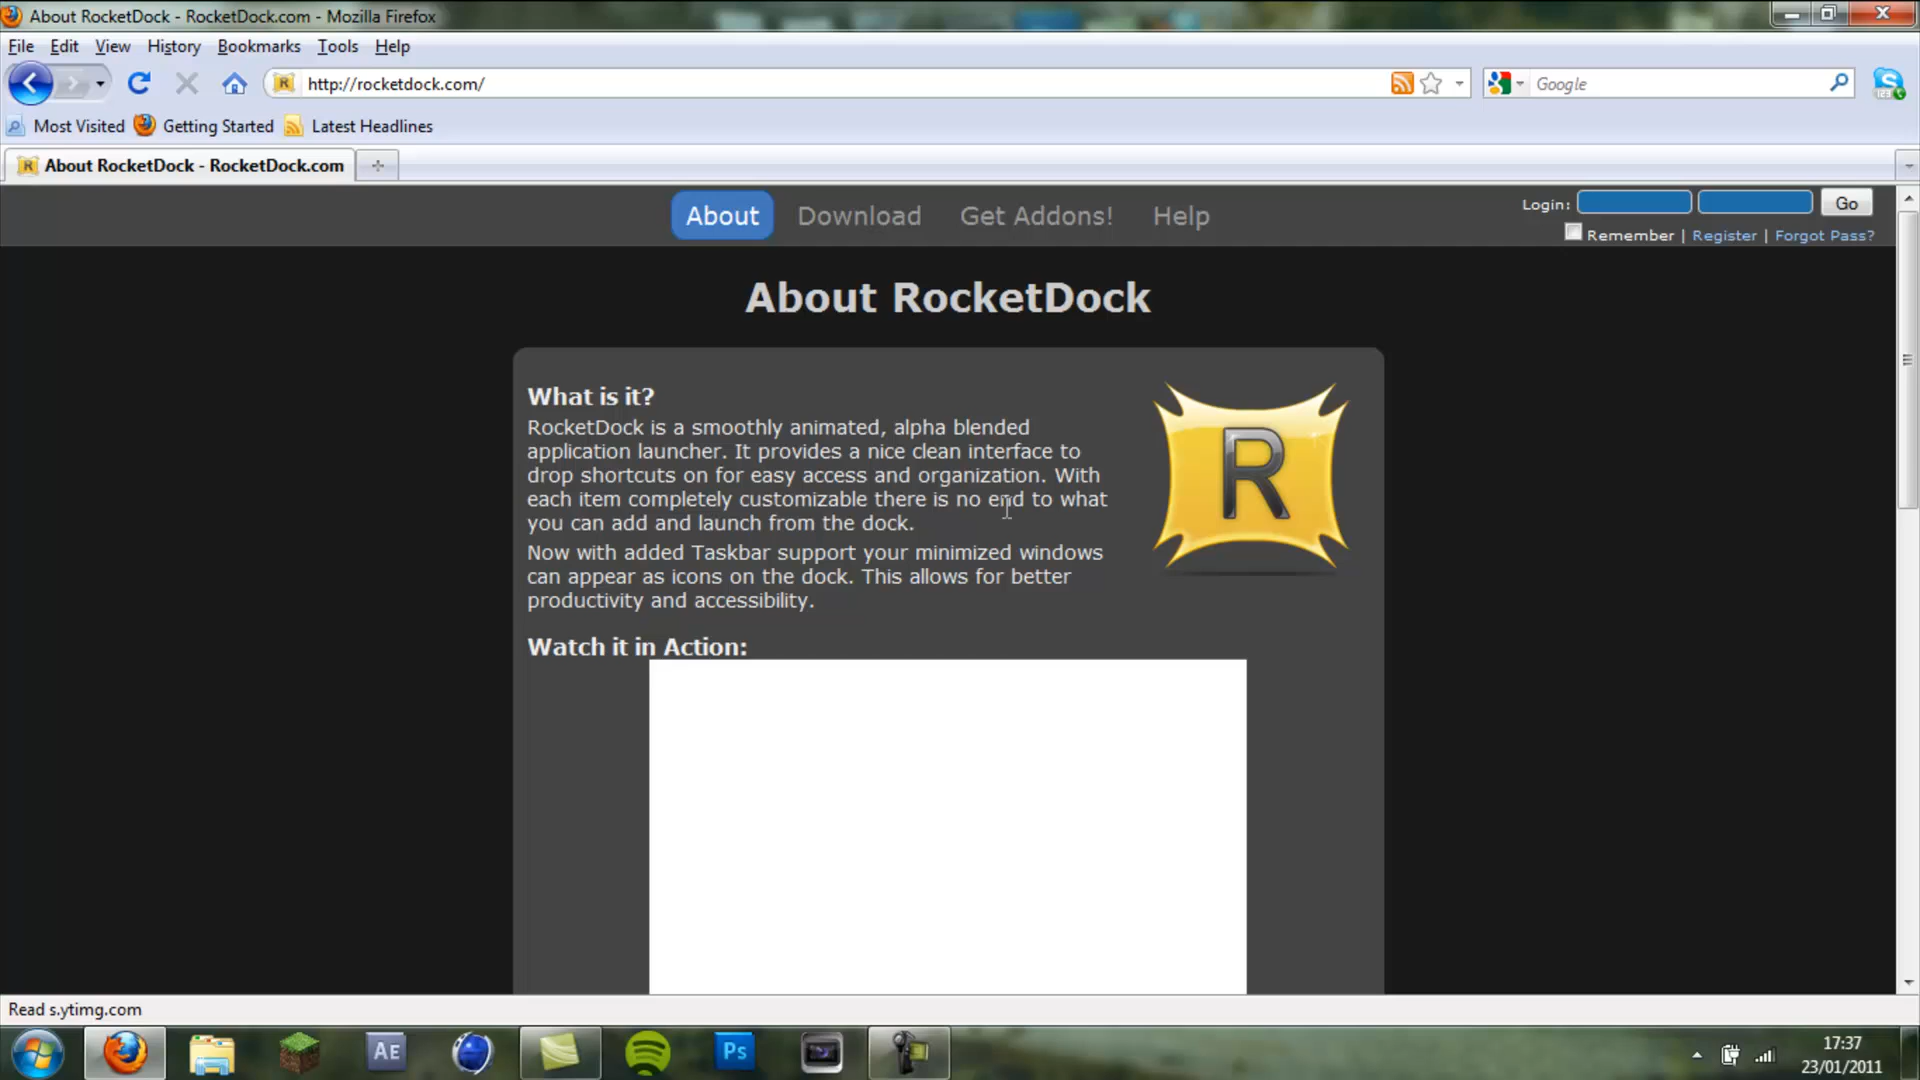 About RocketDock - RocketDock.com - Mozilla Firefox
File Edit View History Bookmarks Tools Help
http://rocketdock.com/
Google
Most Visited Getting Started Latest Headlines
About RocketDock - RocketDock.com
About Download Get Addons! Help
Login: Go
Remember | Register | Forgot Pass?
About RocketDock
What is it?
RocketDock is a smoothly animated, alpha blended
application launcher. It provides a nice clean interface to
drop shortcuts on for easy access and organization. With
each item completely customizable there is no end to what
you can add and launch from the dock.
R
Now with added Taskbar support your minimized windows
can appear as icons on the dock. This allows for better
productivity and accessibility.
Watch it in Action:
Read s.ytimg.com
AE
Ps
17:37
23/01/2011